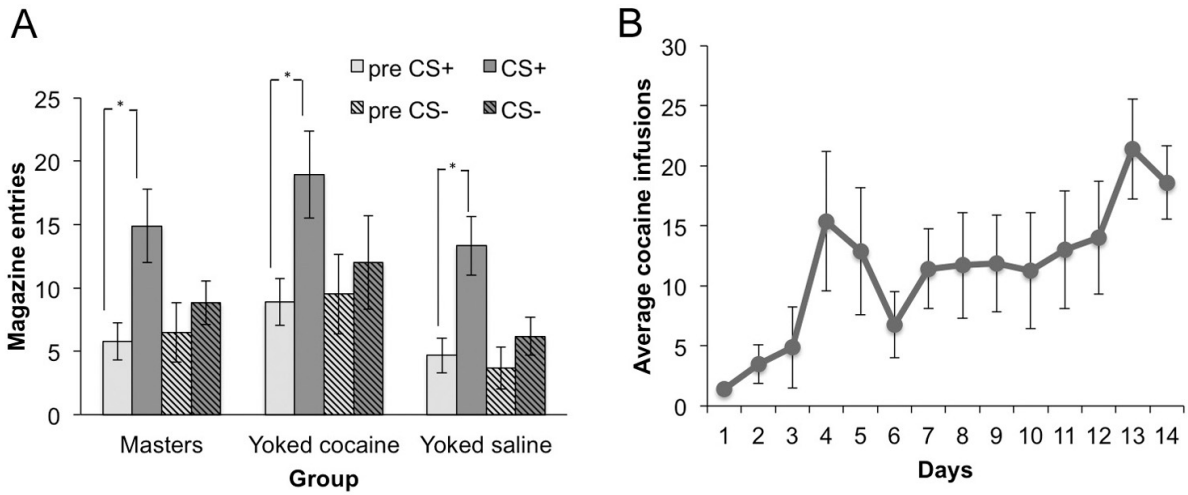 A
pre CS+ CS+
pre CS- CS-
* * *
Magazine entries
25
20
15
10
5
0
Masters Yoked cocaine Yoked saline
Group
B
Average cocaine infusions
30
25
20
15
10
5
0
1 2 3 4 5 6 7 8 9 10 11 12 13 14
Days